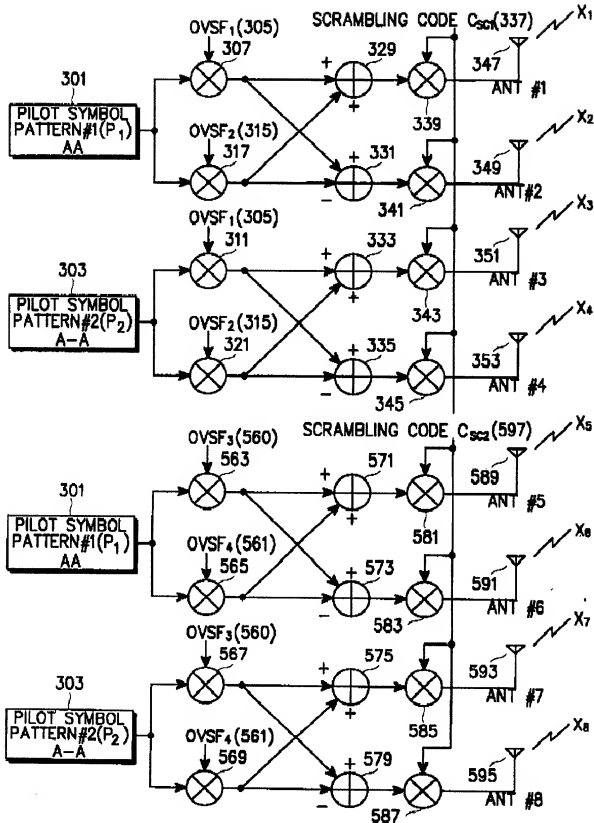 SCRAMBLING CODE C_SC1(337)
X1
OVSF1(305)
307
+
329
347
301
+
339
ANT #1
PILOT SYMBOL
PATTERN#1(P1)
AA
OVSF2(315)
X2
317
+
331
349
−
341
ANT#2
OVSF1(305)
X3
311
+
333
351
303
+
343
ANT #3
PILOT SYMBOL
PATTERN#2(P2)
A-A
OVSF2(315)
X4
321
+
335
353
−
345
ANT #4
SCRAMBLING CODE C_SC2(597)
X5
OVSF3(560)
563
+
571
589
301
+
581
ANT #5
PILOT SYMBOL
PATTERN#1(P1)
AA
OVSF4(561)
X6
565
+
573
591
−
583
ANT #6
OVSF3(560)
X7
567
+
575
593
303
+
585
ANT #7
PILOT SYMBOL
PATTERN#2(P2)
A-A
OVSF4(561)
X8
569
+
579
595
−
587
ANT #8